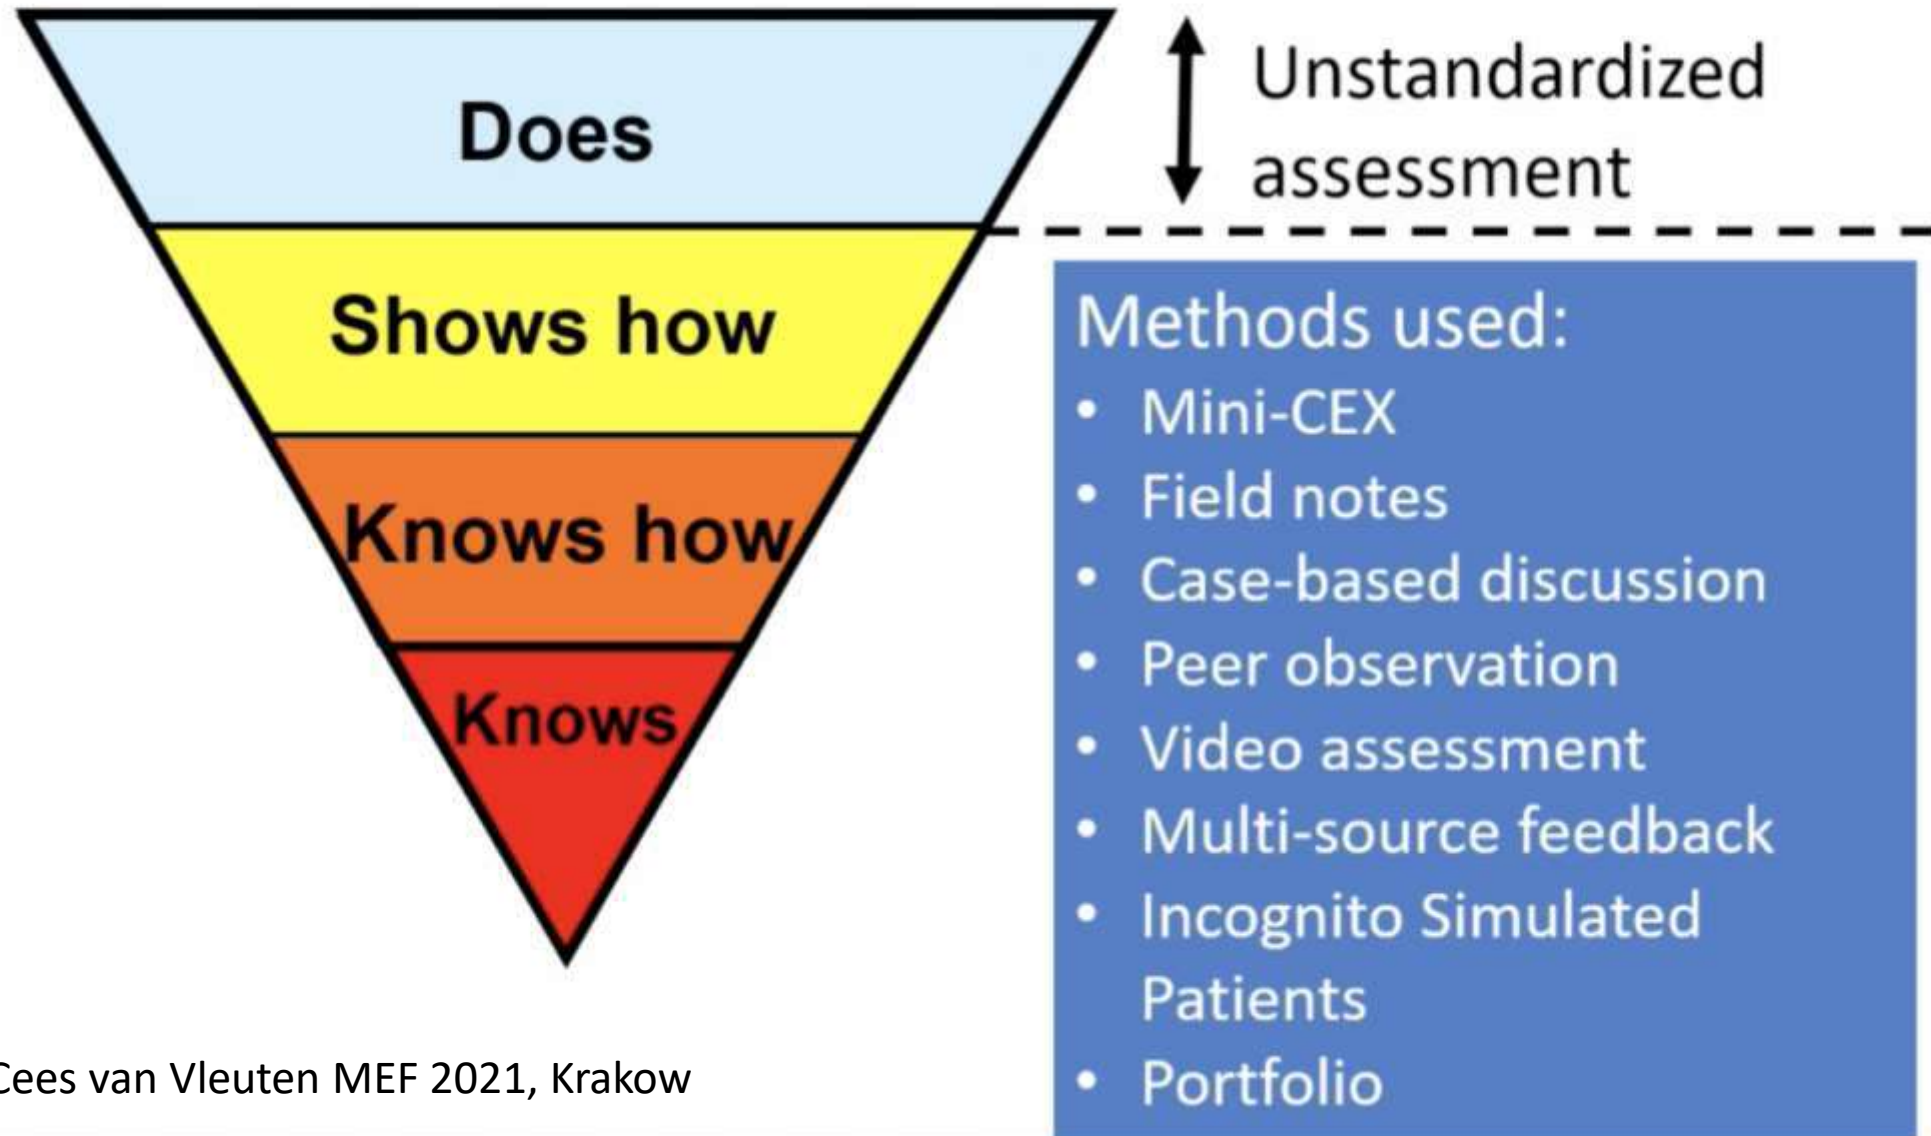 Does
Shows how
Knows how
Knows
Unstandardized
assessment
Methods used:
• Mini-CEX
• Field notes
• Case-based discussion
• Peer observation
• Video assessment
• Multi-source feedback
• Incognito Simulated
Patients
• Portfolio
Cees van Vleuten MEF 2021, Krakow